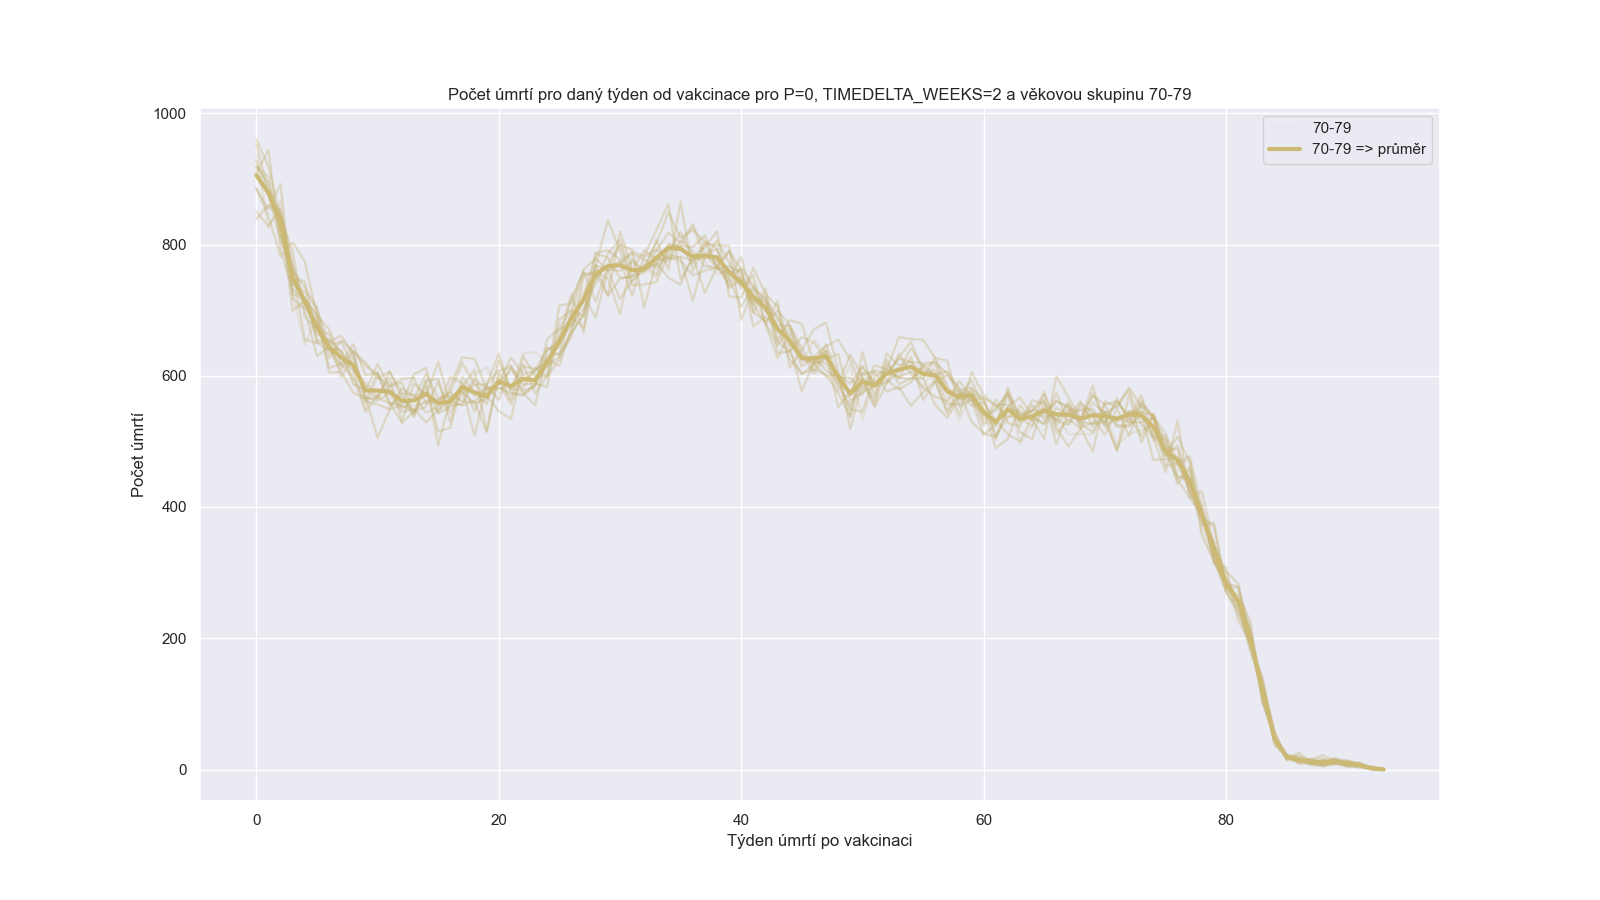 Počet úmrtí pro daný týden od vakcinace pro P=0, TIMEDELTA_WEEKS=2 a věkovou skupinu 70-79
70-79
70-79 => průměr
Počet úmrtí
1000
800
600
400
200
0
0 20 40 60 80
Týden úmrtí po vakcinaci